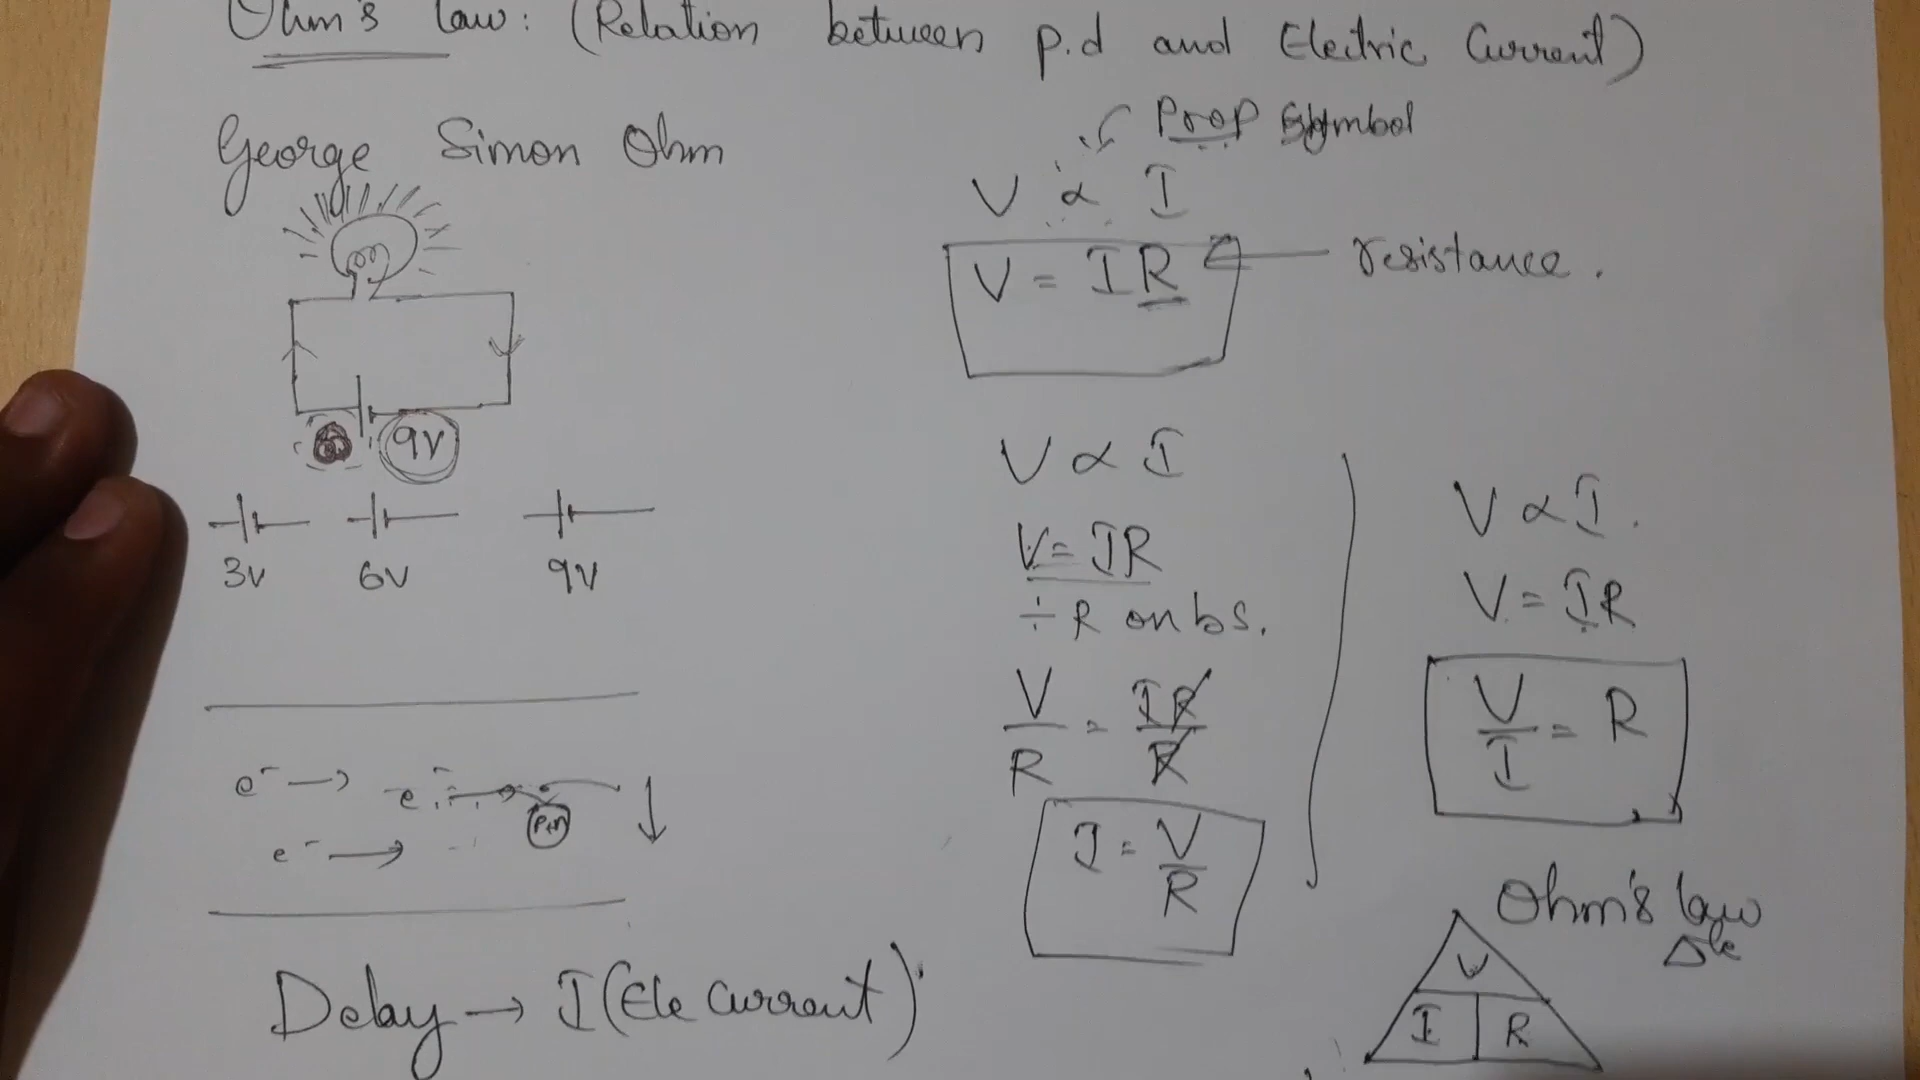 Ohm's law: (Relation between p.d and Electric Current)
George Simon Ohm
9V
3V 6V 9V
e⁻ → e⁻ →
P+n
e⁻ →
Delay → I (Ele Current)
Prop Symbol
V ∝ I
V = IR ← resistance.
V ∝ I
V = IR
÷ R on bs.
V/R = IR/R
I = V/R
V ∝ I.
V = IR
V/I = R
Ohm's law
Δle
V
I R